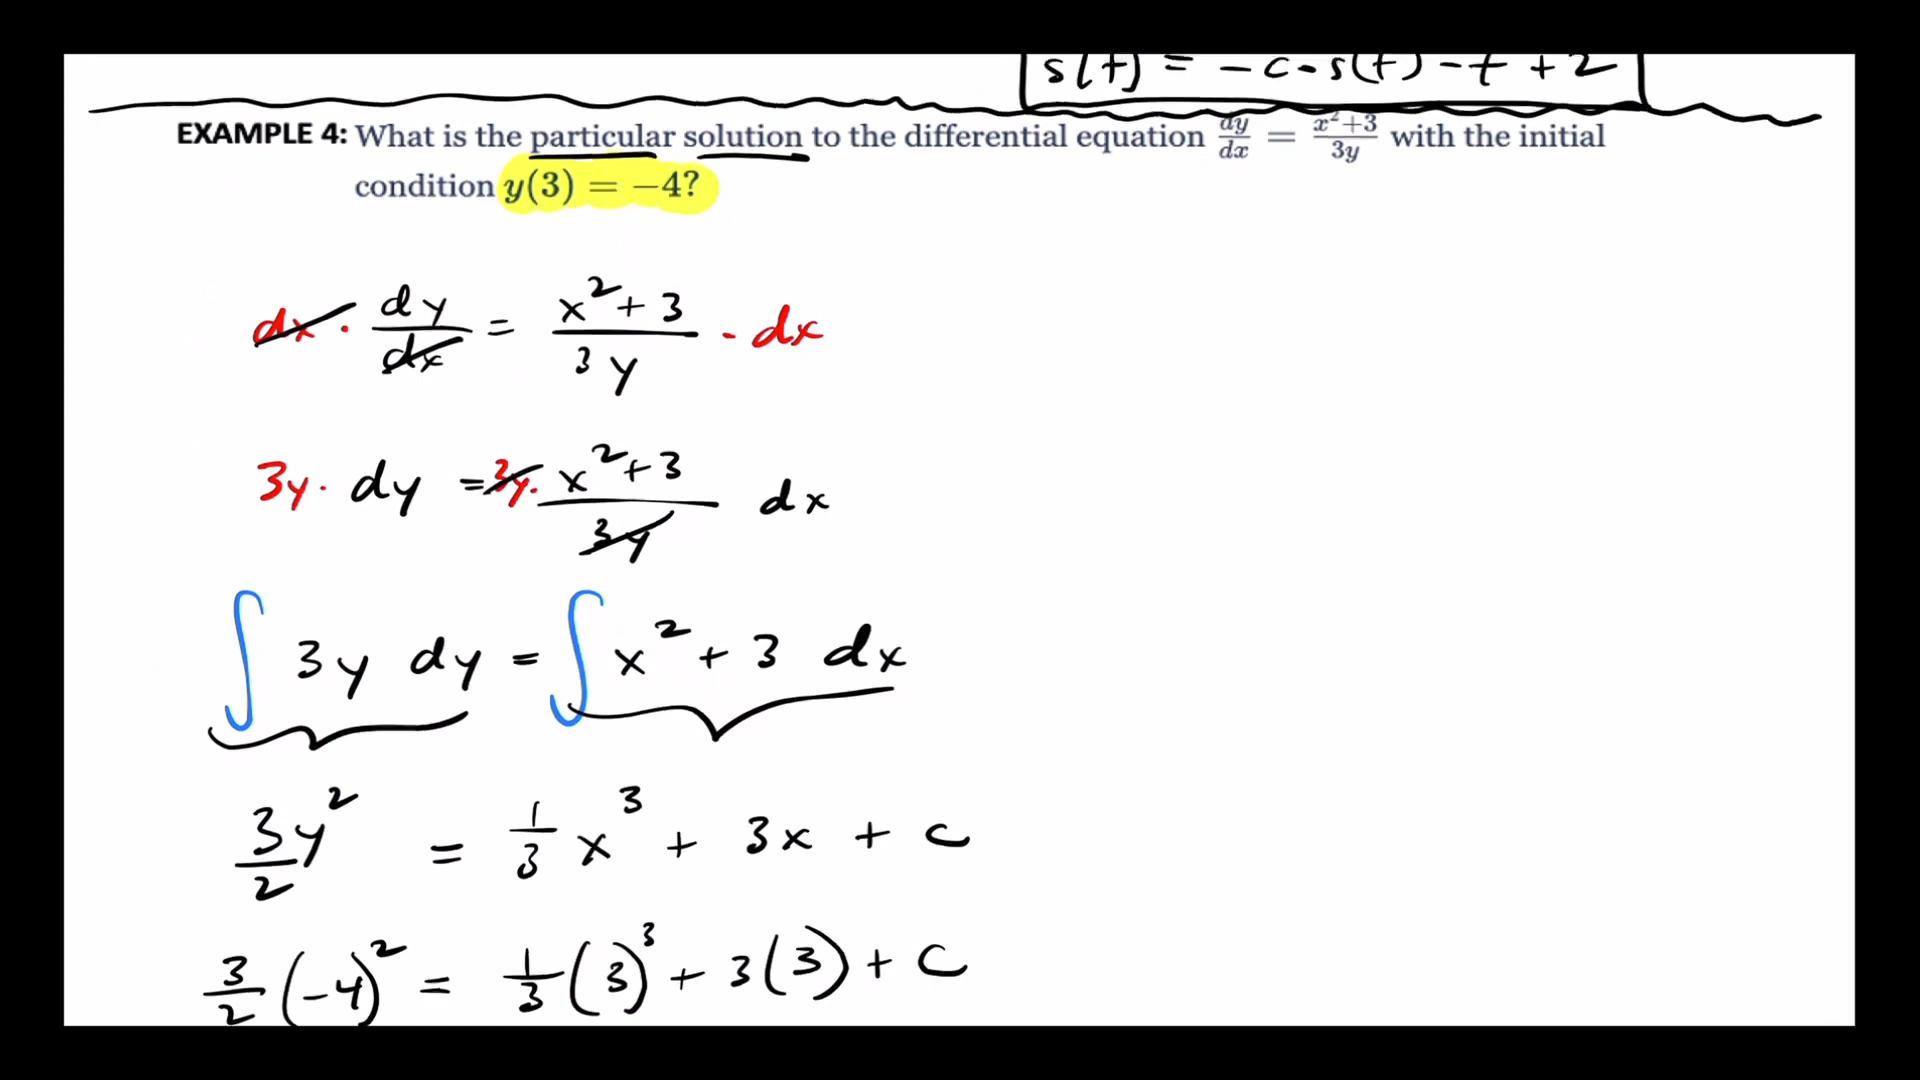 s(t) = -cos(t) - t + 2
EXAMPLE 4: What is the particular solution to the differential equation dy/dx = x²+3/3y with the initial
condition y(3) = −4?
dx · dy/dx = x²+3/3y · dx
3y · dy = 3y · x²+3/3y dx
∫ 3y dy = ∫ x² + 3 dx
3y²/2 = 1/3 x³ + 3x + C
3/2 (-4)² = 1/3 (3)³ + 3(3) + C